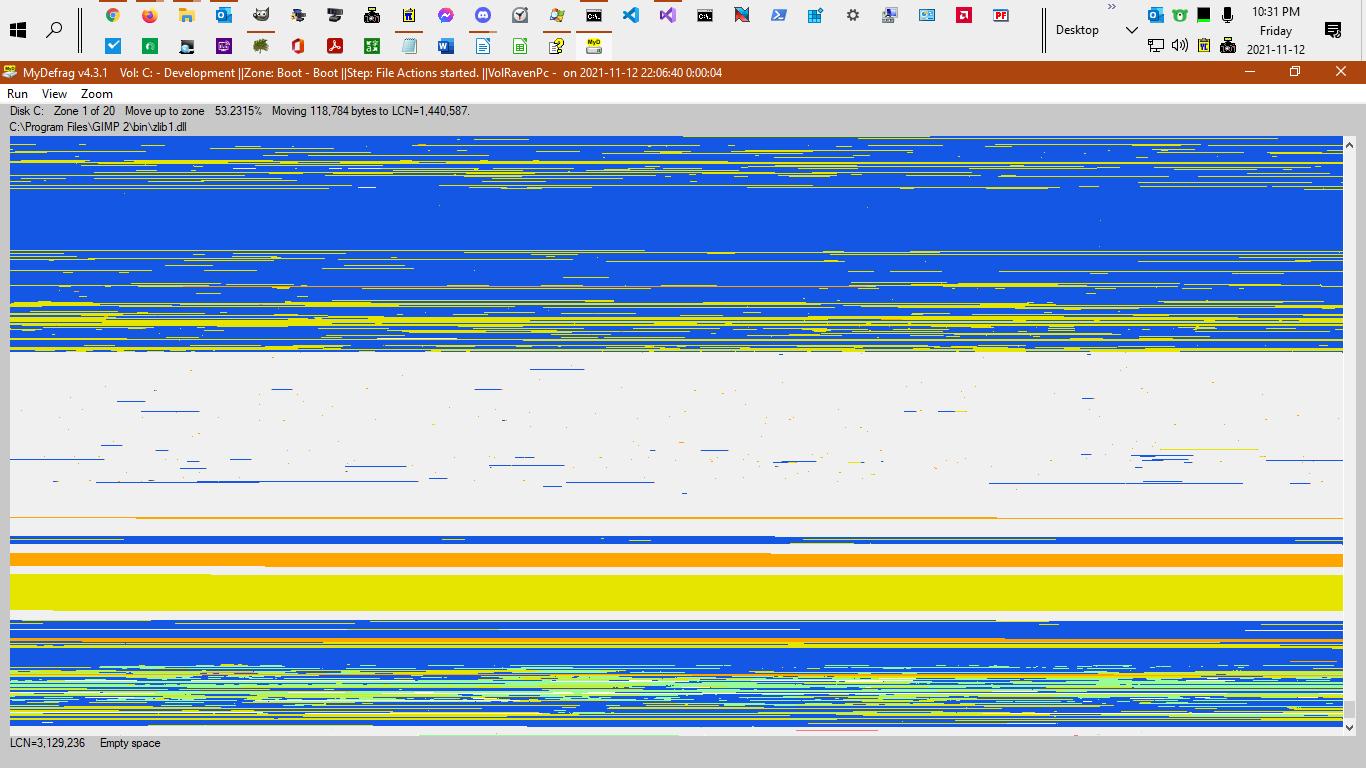 10:31 PM
Desktop
Friday
2021-11-12
MyDefrag v4.3.1 Vol: C: - Development ||Zone: Boot - Boot ||Step: File Actions started. ||VolRavenPc - on 2021-11-12 22:06:40 0:00:04
Run View Zoom
Disk C: Zone 1 of 20 Move up to zone 53.2315% Moving 118,784 bytes to LCN=1,440,587.
C:\Program Files\GIMP 2\bin\zlib1.dll
LCN=3,129,236 Empty space